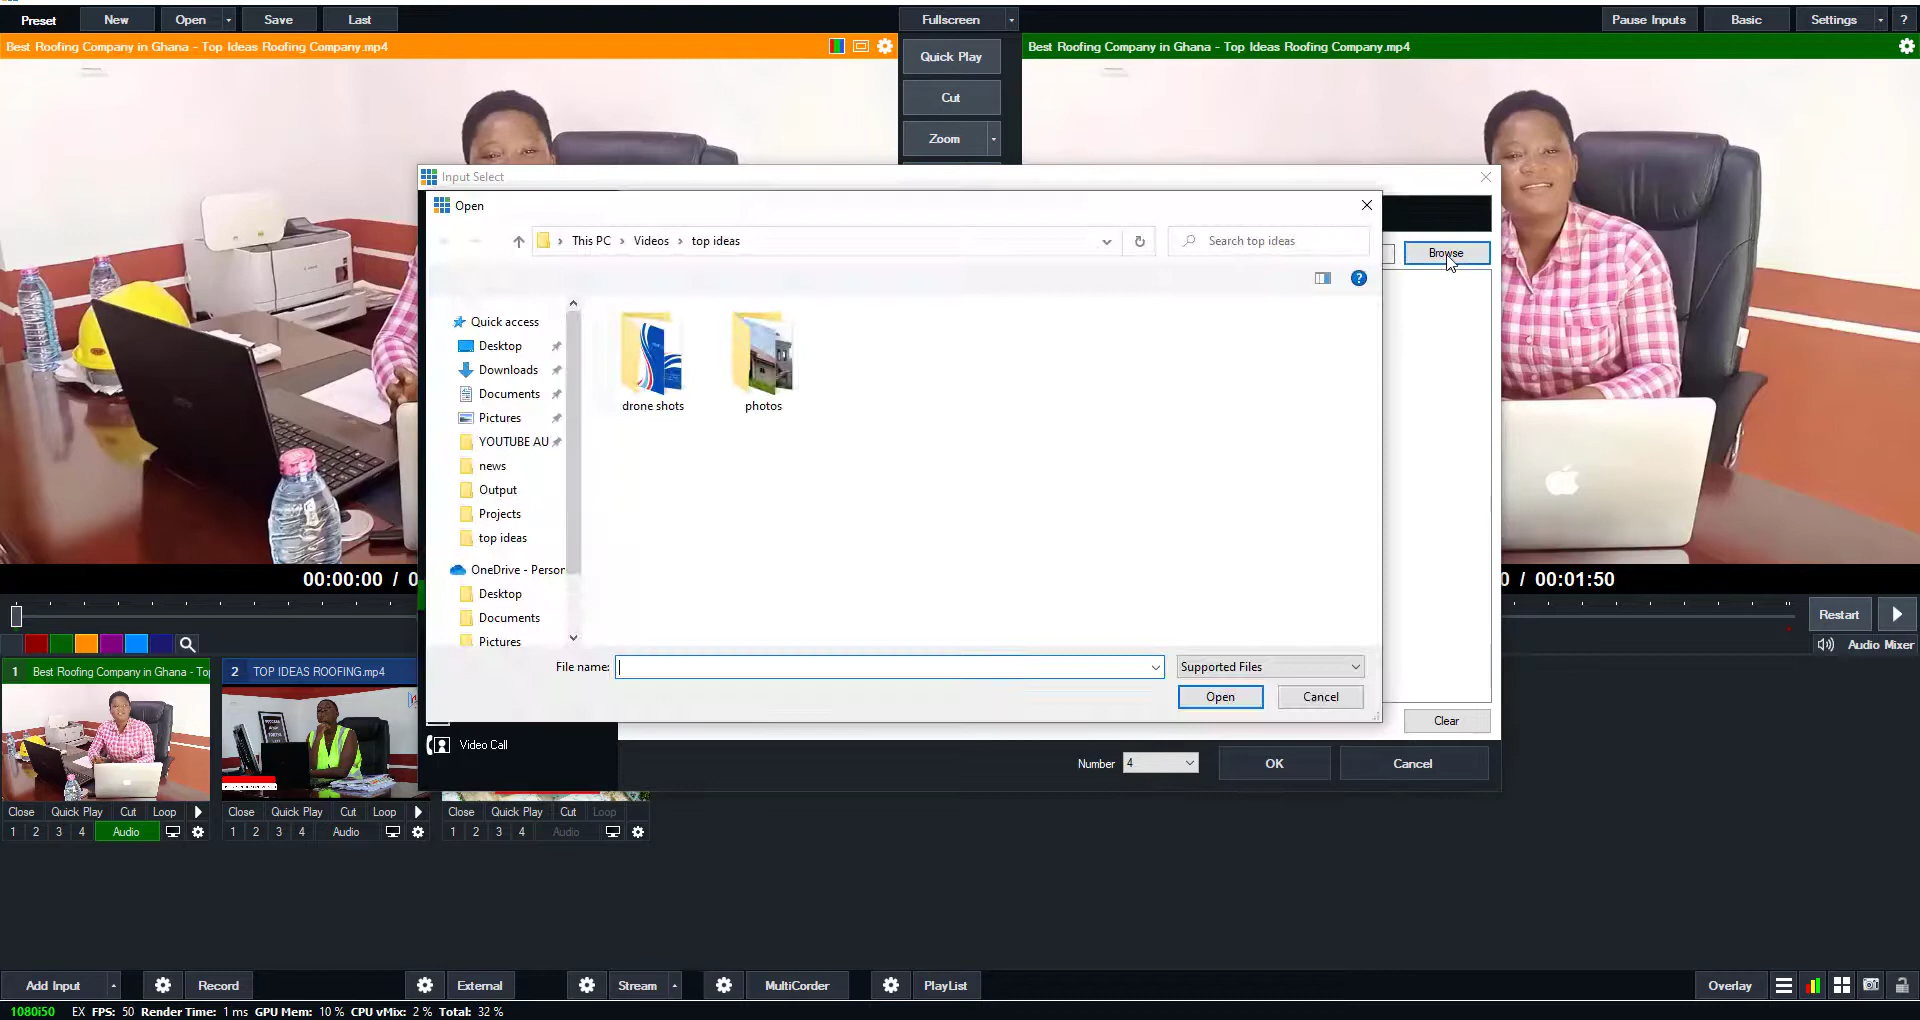 Preset New Open Save Last Fullscreen Pause Inputs Basic Settings ?
Best Roofing Company in Ghana - Top Ideas Roofing Company.mp4
Best Roofing Company in Ghana - Top Ideas Roofing Company.mp4
Quick Play
Cut
Zoom
Input Select
Open
This PC > Videos > top ideas
Search top ideas
Browse
?
Quick access
Desktop
Downloads
Documents
Pictures
YOUTUBE AU
news
Output
Projects
top ideas
OneDrive - Person
Desktop
Documents
Pictures
drone shots
photos
File name:
Supported Files
Open Cancel
Clear
Video Call
Number 4 OK Cancel
00:00:00 / 0
0 / 00:01:50
Restart
Audio Mixer
1 Best Roofing Company in Ghana - To
2 TOP IDEAS ROOFING.mp4
Close Quick Play Cut Loop
1 2 3 4 Audio
Close Quick Play Cut Loop
1 2 3 4 Audio
Close Quick Play Cut Loop
1 2 3 4 Audio
Add Input Record External Stream MultiCorder PlayList Overlay
1080i50 EX FPS: 50 Render Time: 1 ms GPU Mem: 10 % CPU vMix: 2 % Total: 32 %